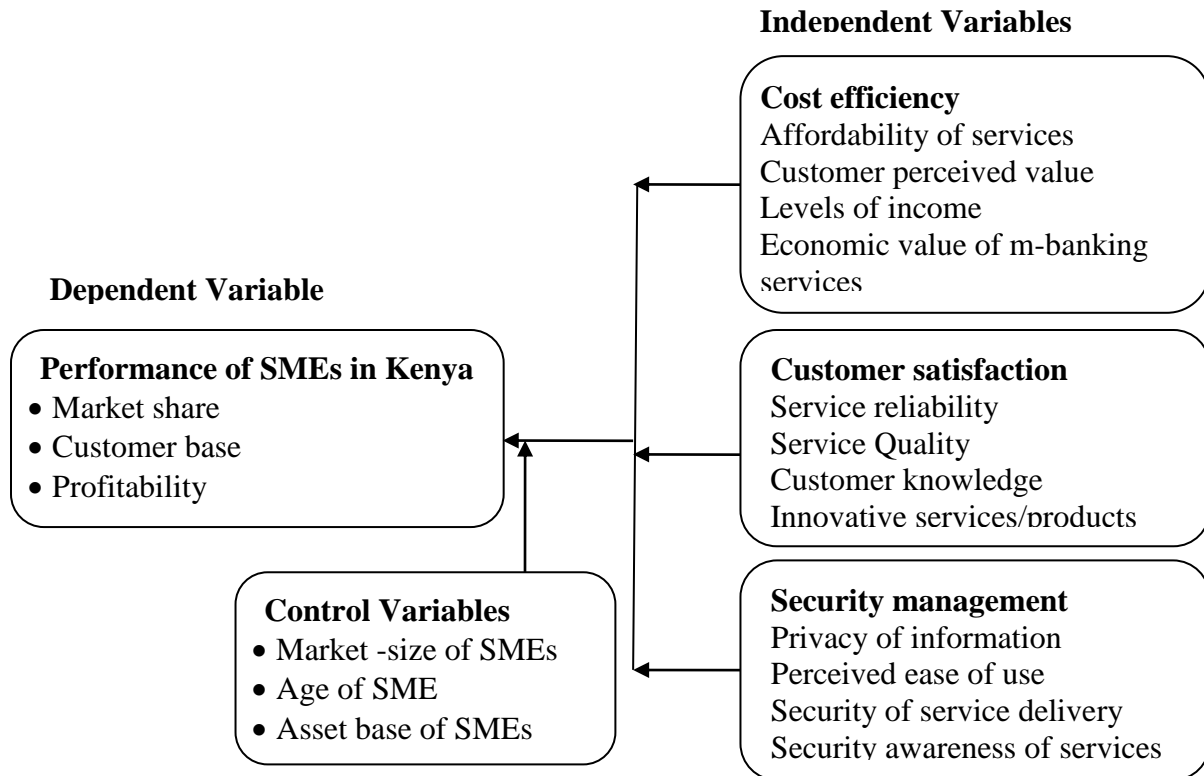 Independent Variables
Cost efficiency
Affordability of services
Customer perceived value
Levels of income
Economic value of m-banking
services
Dependent Variable
Performance of SMEs in Kenya
• Market share
• Customer base
• Profitability
Customer satisfaction
Service reliability
Service Quality
Customer knowledge
Innovative services/products
Control Variables
• Market -size of SMEs
• Age of SME
• Asset base of SMEs
Security management
Privacy of information
Perceived ease of use
Security of service delivery
Security awareness of services